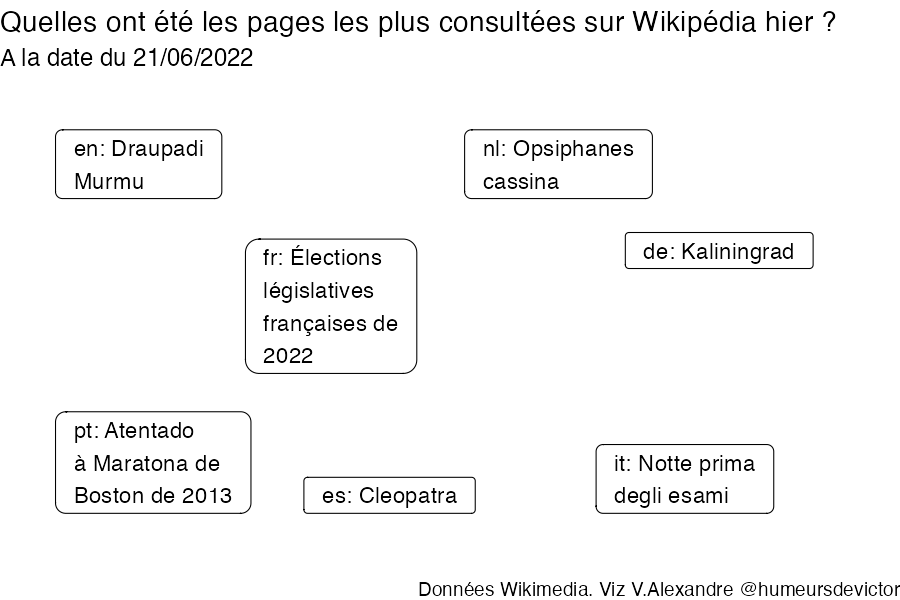 Quelles ont été les pages les plus consultées sur Wikipédia hier ?
A la date du 21/06/2022
en: Draupadi
Murmu
nl: Opsiphanes
cassina
de: Kaliningrad
fr: Élections
législatives
françaises de
2022
pt: Atentado
à Maratona de
Boston de 2013
es: Cleopatra
it: Notte prima
degli esami
Données Wikimedia. Viz V.Alexandre @humeursdevictor